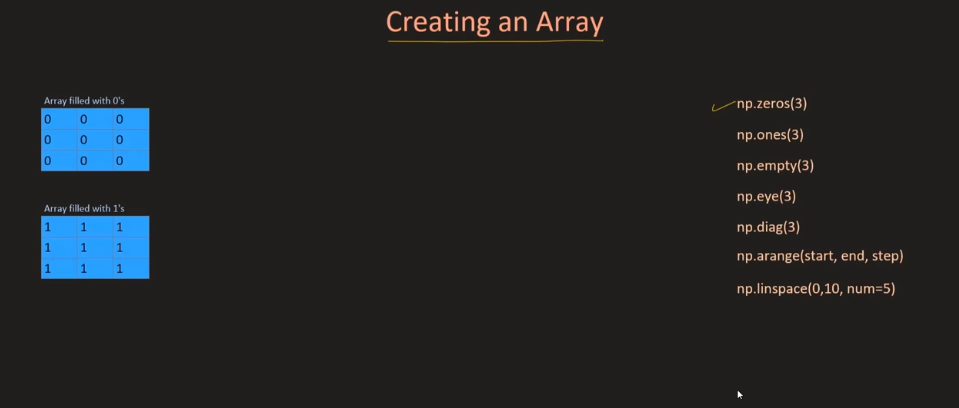 Creating an Array
Array filled with 0's
0 0 0
0 0 0
0 0 0
Array filled with 1's
1 1 1
1 1 1
1 1 1
np.zeros(3)
np.ones(3)
np.empty(3)
np.eye(3)
np.diag(3)
np.arange(start, end, step)
np.linspace(0,10, num=5)